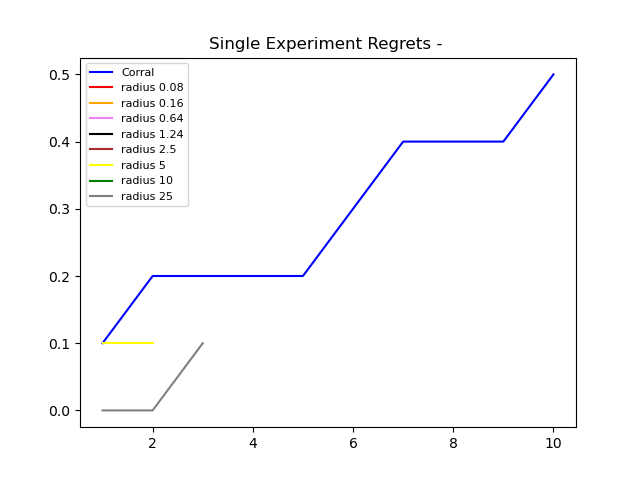 Single Experiment Regrets -
Corral
radius 0.08
radius 0.16
radius 0.64
radius 1.24
radius 2.5
radius 5
radius 10
radius 25
0.5
0.4
0.3
0.2
0.1
0.0
2 4 6 8 10